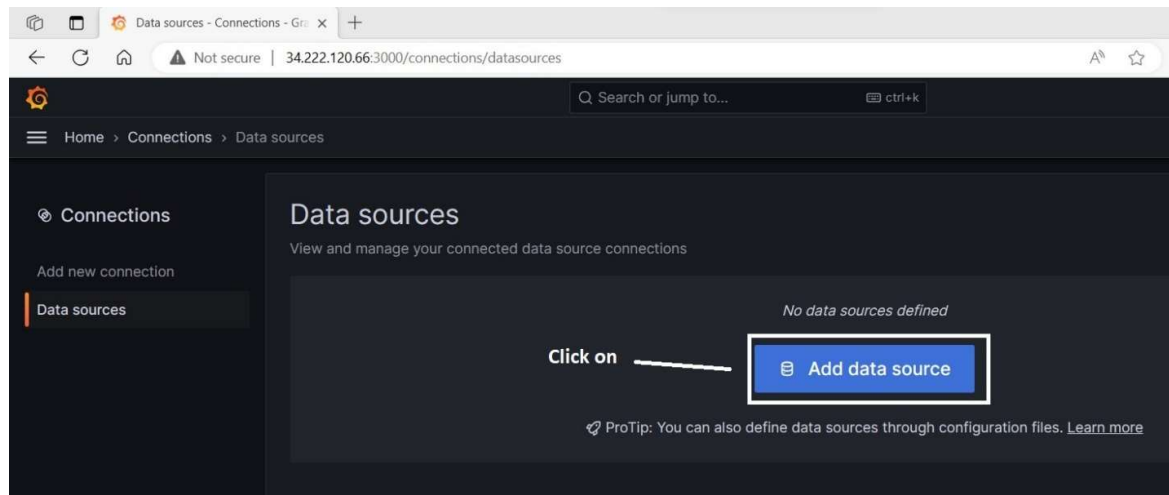 Data sources - Connections - Gra
Not secure | 34.222.120.66:3000/connections/datasources
Search or jump to... ctrl+k
Home › Connections › Data sources
Connections
Add new connection
Data sources
Data sources
View and manage your connected data source connections
No data sources defined
Click on
Add data source
ProTip: You can also define data sources through configuration files. Learn more